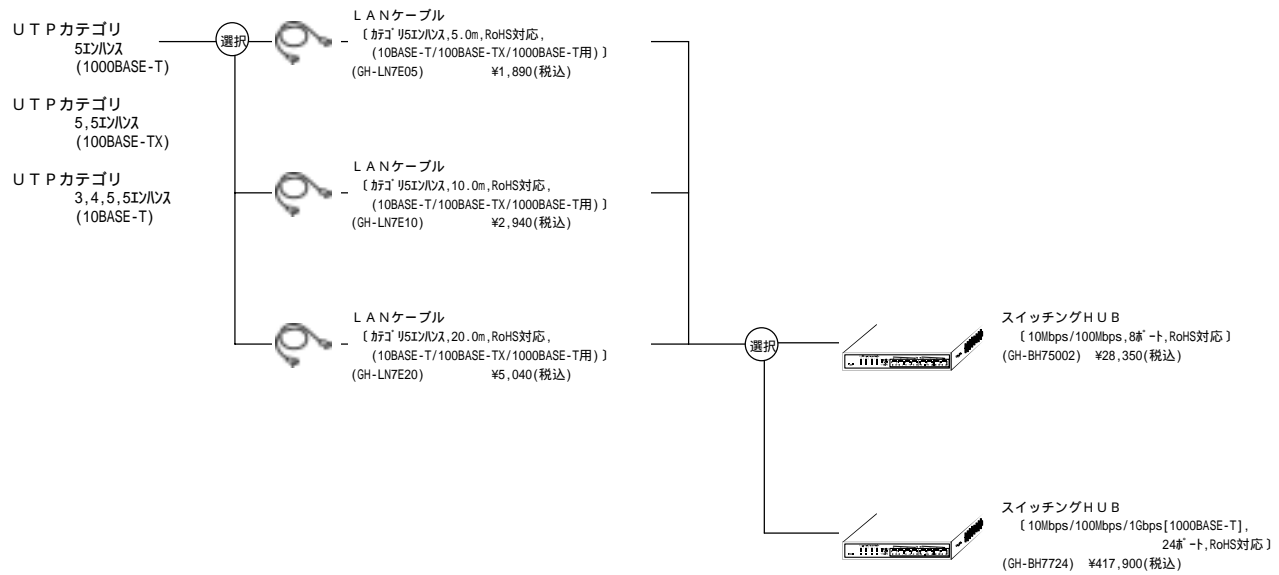 ＵＴＰカテゴリ
5ｴﾝﾊﾝｽ
(1000BASE-T)
ＵＴＰカテゴリ
5,5ｴﾝﾊﾝｽ
(100BASE-TX)
ＵＴＰカテゴリ
3,4,5,5ｴﾝﾊﾝｽ
(10BASE-T)
選択
ＬＡＮケーブル
〔ｶﾃｺﾞﾘ5ｴﾝﾊﾝｽ,5.0m,RoHS対応,
(10BASE-T/100BASE-TX/1000BASE-T用)〕
(GH-LN7E05) ¥1,890(税込)
ＬＡＮケーブル
〔ｶﾃｺﾞﾘ5ｴﾝﾊﾝｽ,10.0m,RoHS対応,
(10BASE-T/100BASE-TX/1000BASE-T用)〕
(GH-LN7E10) ¥2,940(税込)
ＬＡＮケーブル
〔ｶﾃｺﾞﾘ5ｴﾝﾊﾝｽ,20.0m,RoHS対応,
(10BASE-T/100BASE-TX/1000BASE-T用)〕
(GH-LN7E20) ¥5,040(税込)
選択
スイッチングＨＵＢ
〔10Mbps/100Mbps,8ﾎﾟｰﾄ,RoHS対応〕
(GH-BH75002) ¥28,350(税込)
スイッチングＨＵＢ
〔10Mbps/100Mbps/1Gbps[1000BASE-T],
24ﾎﾟｰﾄ,RoHS対応〕
(GH-BH7724) ¥417,900(税込)